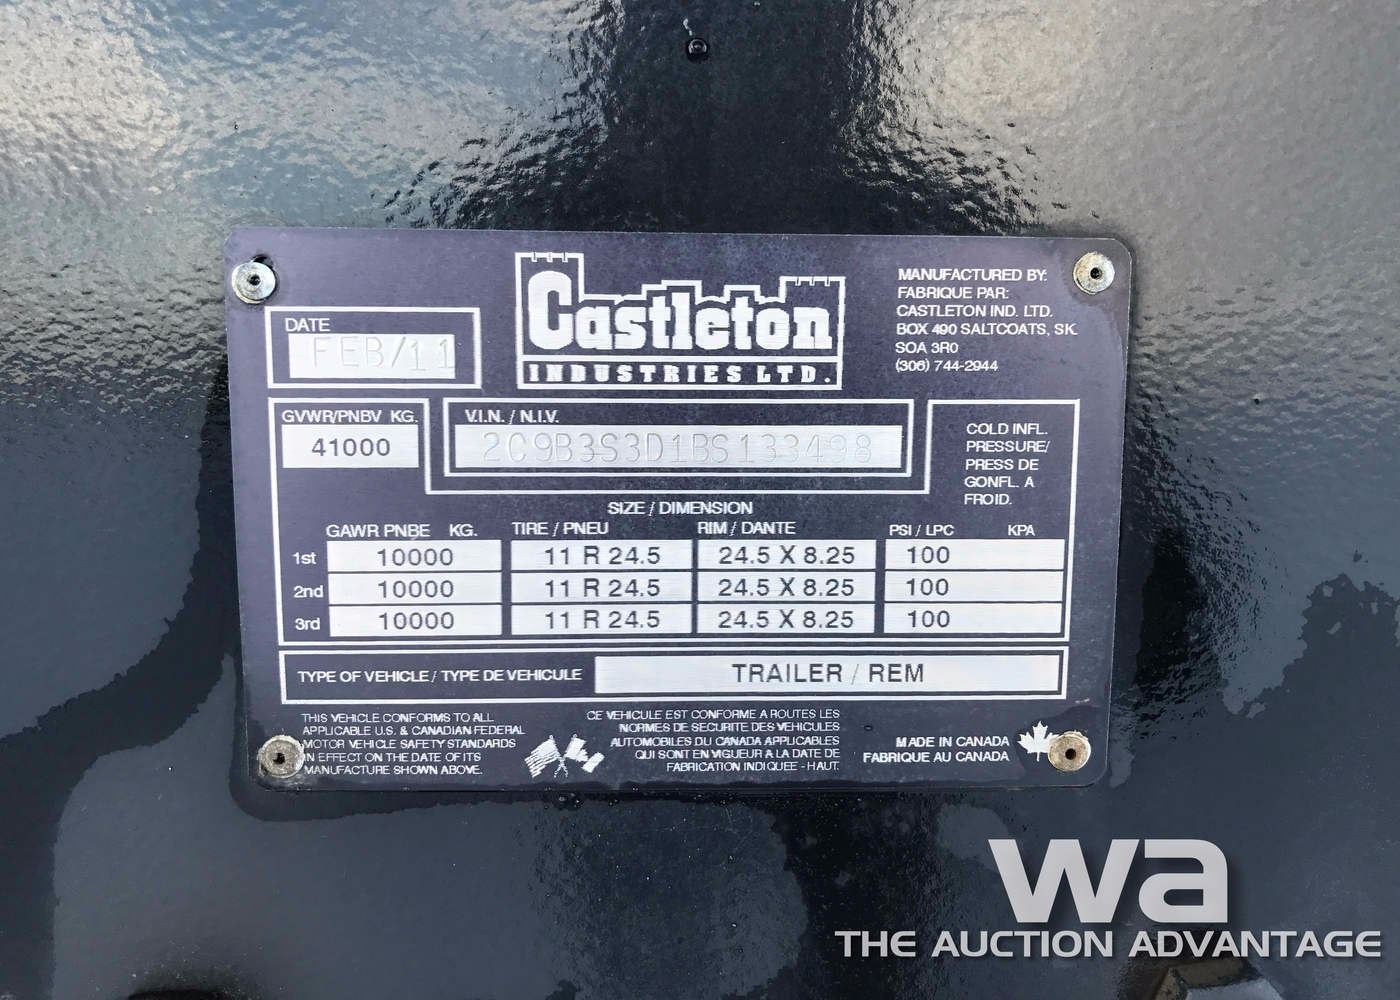 Castleton
INDUSTRIES LTD.
MANUFACTURED BY:
FABRIQUE PAR:
CASTLETON IND. LTD.
BOX 490 SALTCOATS, SK.
SOA 3R0
(306) 744-2944
DATE
FEB/11
GVWR/PNBV KG.
41000
V.I.N. / N.I.V.
2C9B3S3D1BS133498
COLD INFL.
PRESSURE/
PRESS DE
GONFL. A
FROID.
SIZE / DIMENSION
GAWR PNBE KG. TIRE / PNEU RIM / DANTE PSI / LPC KPA
1st 10000 11 R 24.5 24.5 X 8.25 100
2nd 10000 11 R 24.5 24.5 X 8.25 100
3rd 10000 11 R 24.5 24.5 X 8.25 100
TYPE OF VEHICLE / TYPE DE VEHICULE TRAILER / REM
THIS VEHICLE CONFORMS TO ALL
APPLICABLE U.S. & CANADIAN FEDERAL
MOTOR VEHICLE SAFETY STANDARDS
IN EFFECT ON THE DATE OF ITS
MANUFACTURE SHOWN ABOVE.
CE VEHICULE EST CONFORME A ROUTES LES
NORMES DE SECURITE DES VEHICULES
AUTOMOBILES DU CANADA APPLICABLES
QUI SONT EN VIGUEUR A LA DATE DE
FABRICATION INDIQUEE - HAUT.
MADE IN CANADA
FABRIQUE AU CANADA
wa
THE AUCTION ADVANTAGE